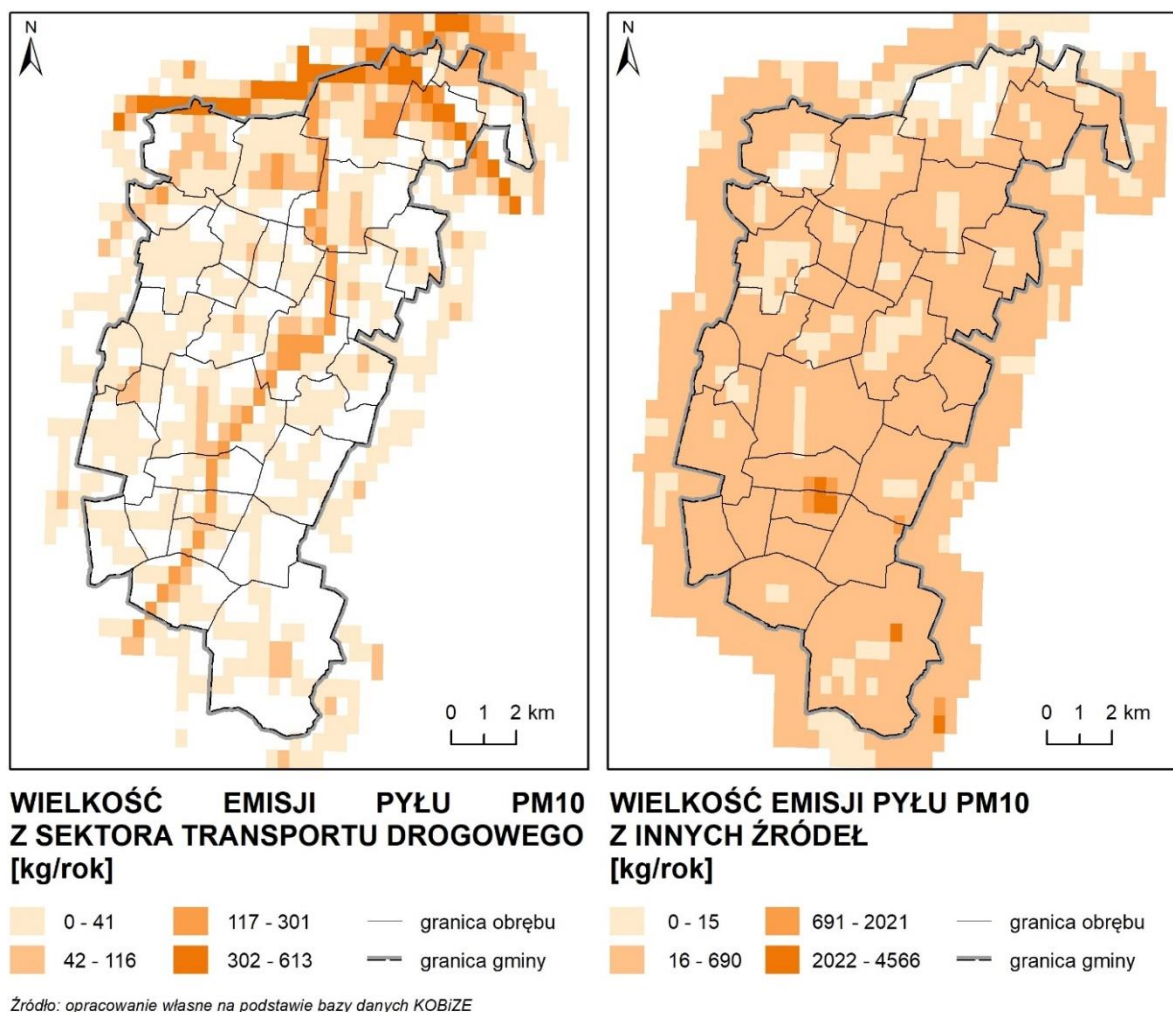 N
N
0 1 2 km
0 1 2 km
WIELKOŚĆ EMISJI PYŁU PM10
Z SEKTORA TRANSPORTU DROGOWEGO
[kg/rok]
0 - 41
117 - 301
granica obrębu
42 - 116
302 - 613
granica gminy
WIELKOŚĆ EMISJI PYŁU PM10
Z INNYCH ŹRÓDEŁ
[kg/rok]
0 - 15
691 - 2021
granica obrębu
16 - 690
2022 - 4566
granica gminy
Źródło: opracowanie własne na podstawie bazy danych KOBiZE